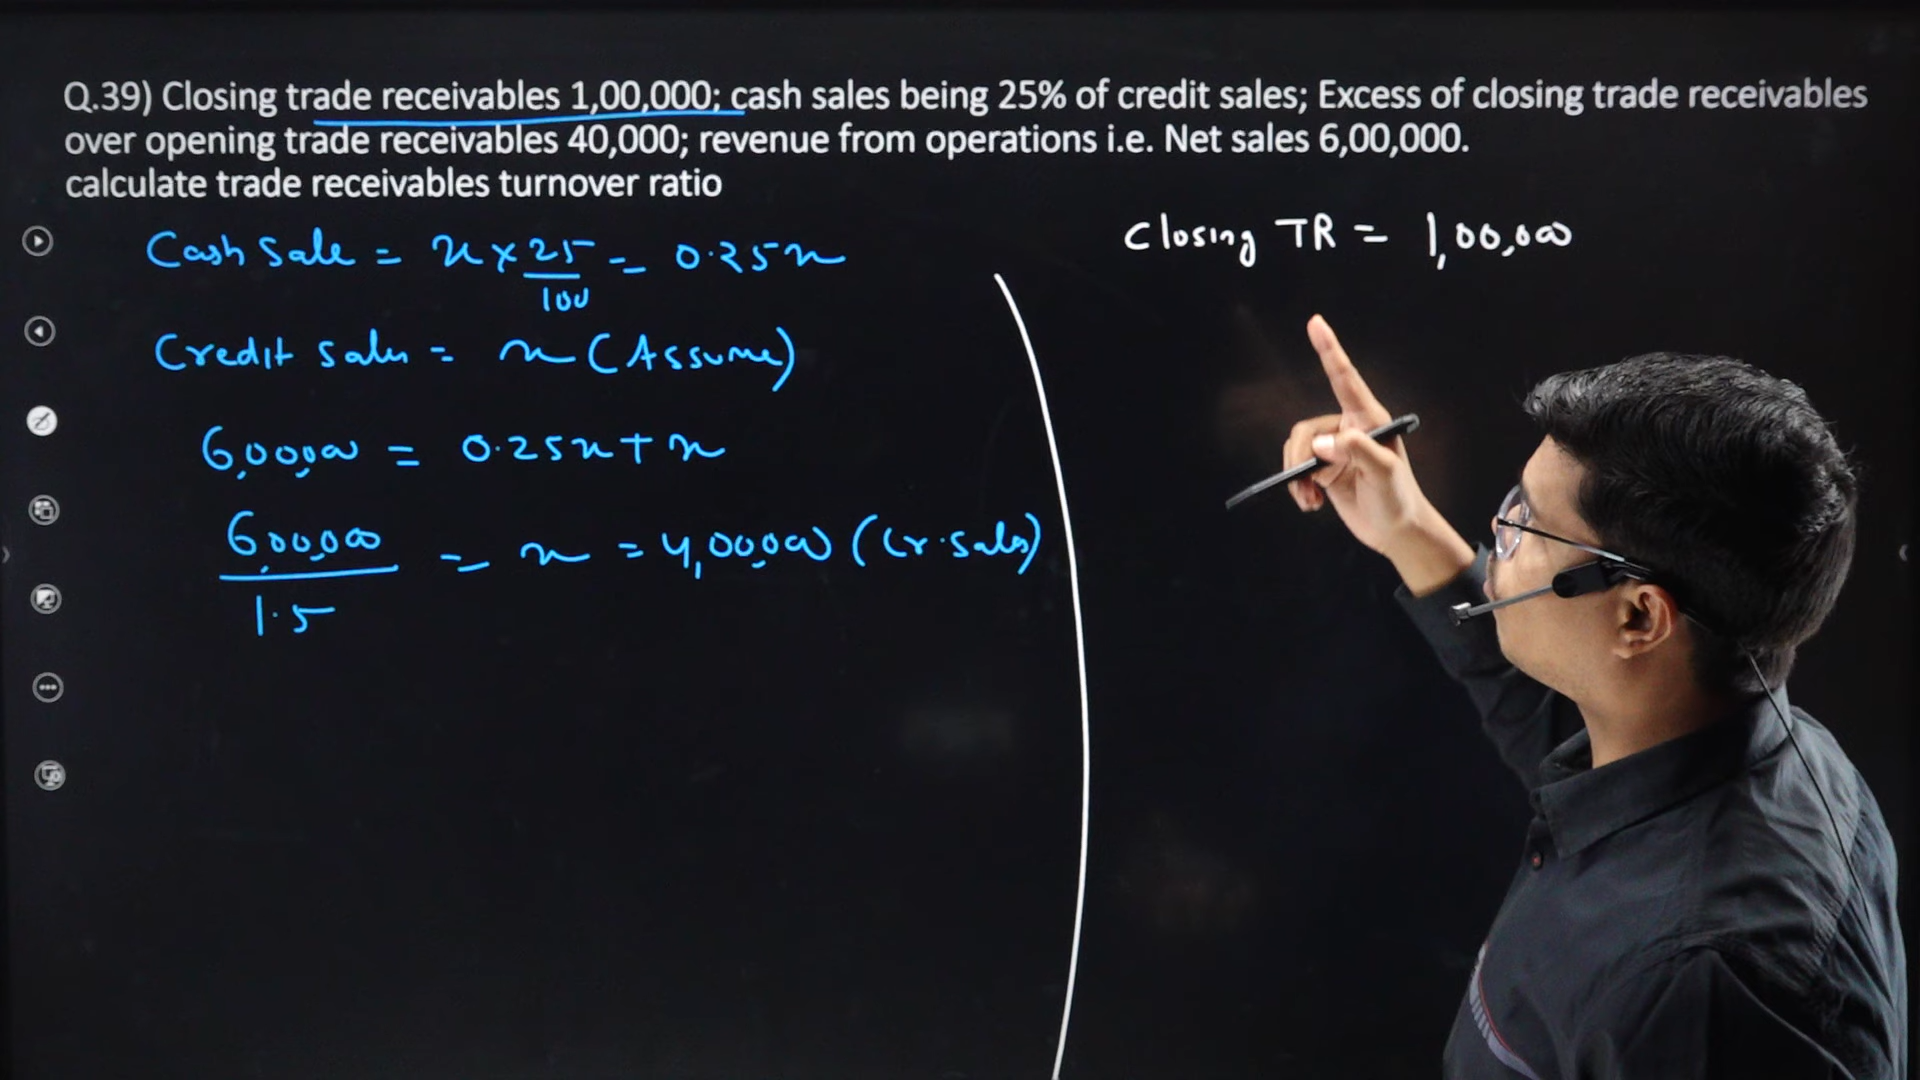 Q.39) Closing trade receivables 1,00,000; cash sales being 25% of credit sales; Excess of closing trade receivables
over opening trade receivables 40,000; revenue from operations i.e. Net sales 6,00,000.
calculate trade receivables turnover ratio
Cash Sale = x × 25/100 = 0.25x
Credit Sales = x (Assume)
6,00,000 = 0.25x + x
6,00,000/1.5 = x = 4,00,000 (Cr. Sales)
Closing TR = 1,00,000